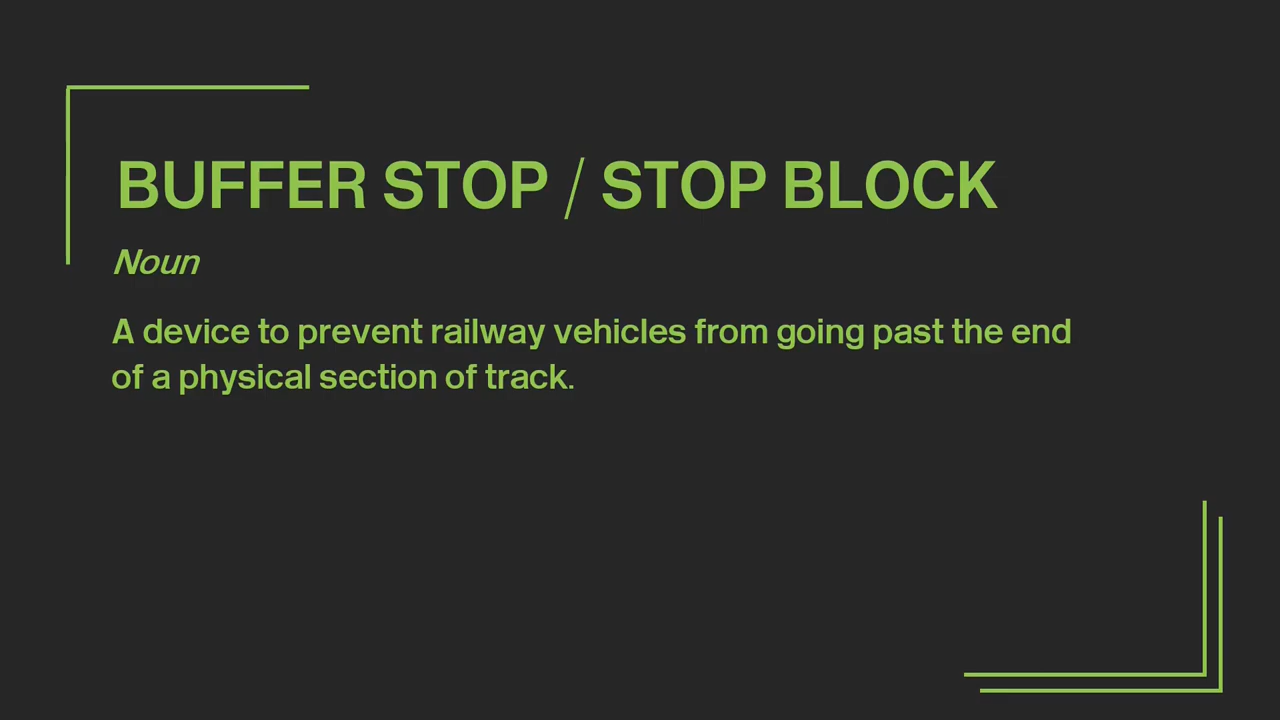 BUFFER STOP / STOP BLOCK
Noun
A device to prevent railway vehicles from going past the end
of a physical section of track.